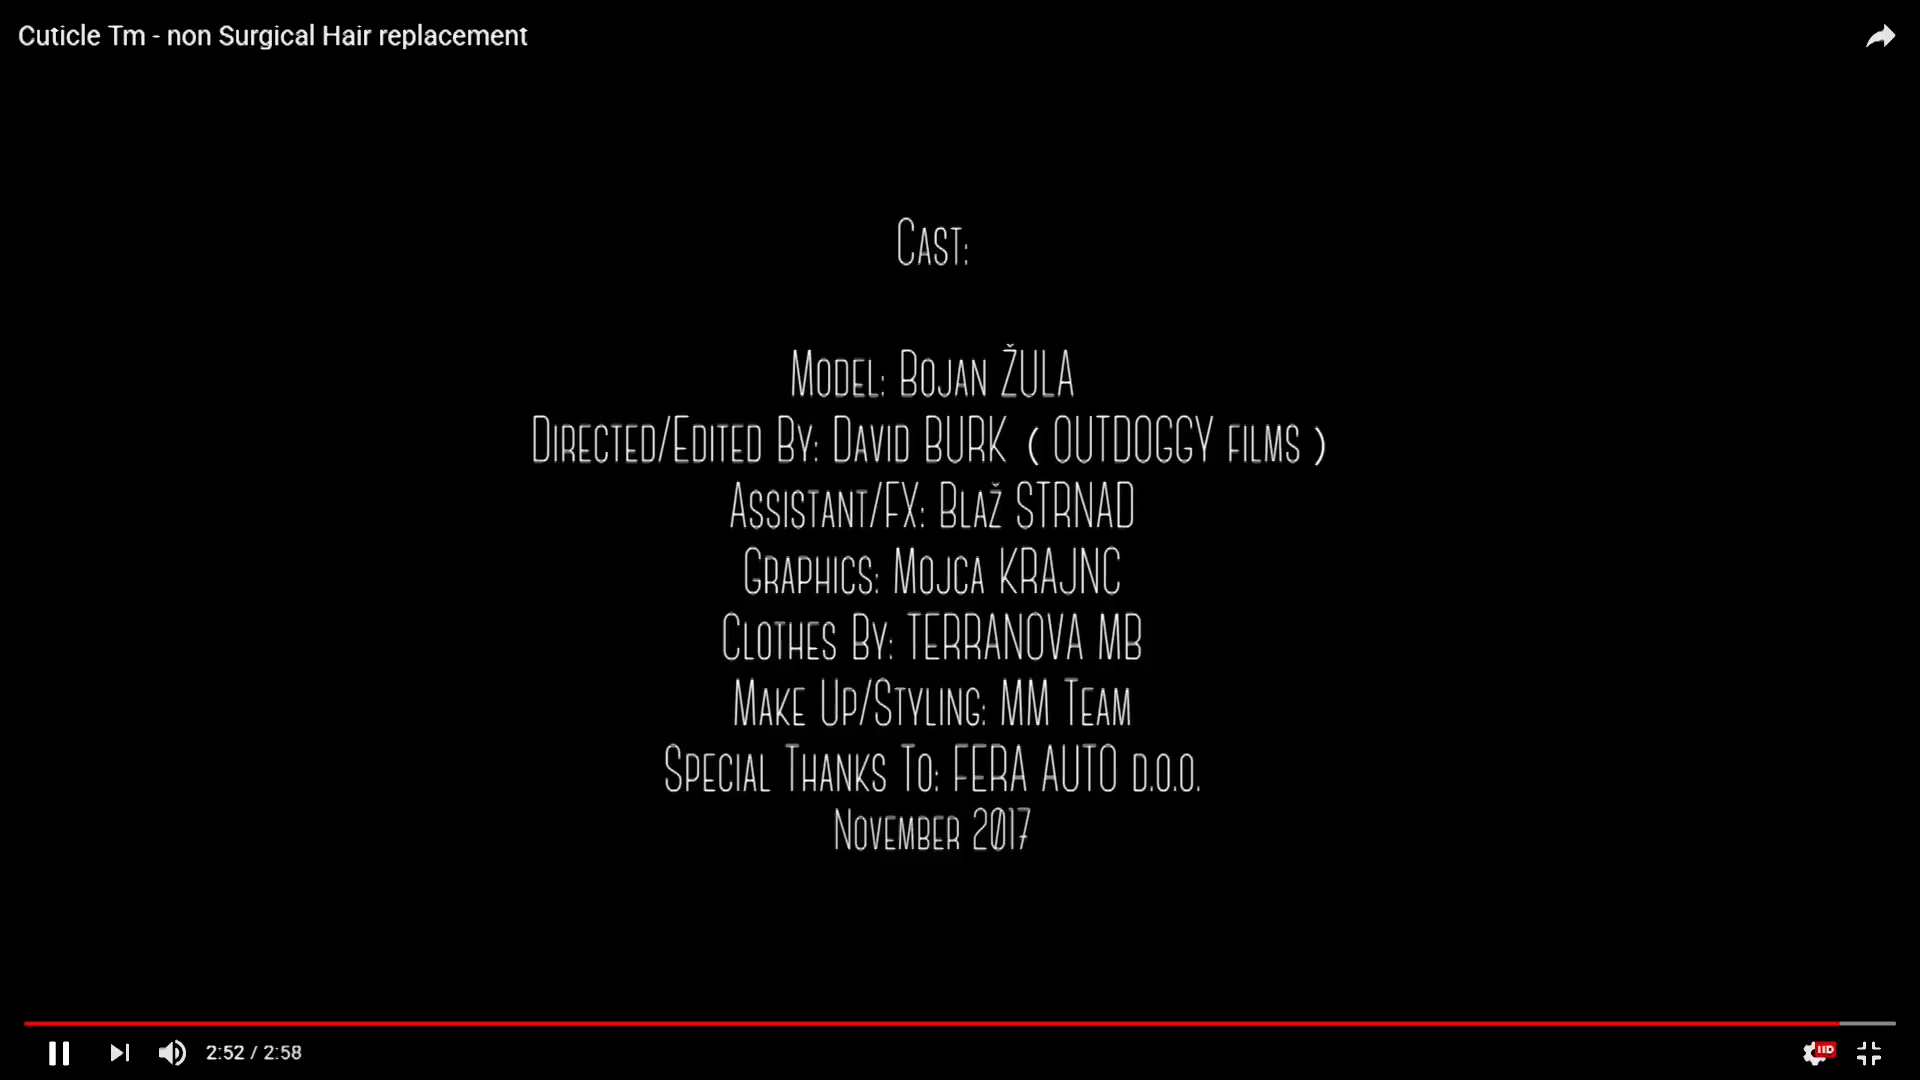 Cuticle Tm - non Surgical Hair replacement
Cast:
Model: Bojan ŽULA
Directed/Edited By: David BURK ( OUTDOGGY films )
Assistant/FX: Blaž STRNAD
Graphics: Mojca KRAJNC
Clothes By: TERRANOVA MB
Make Up/Styling: MM Team
Special Thanks To: FERA AUTO d.o.o.
November 2017
2:52 / 2:58
HD